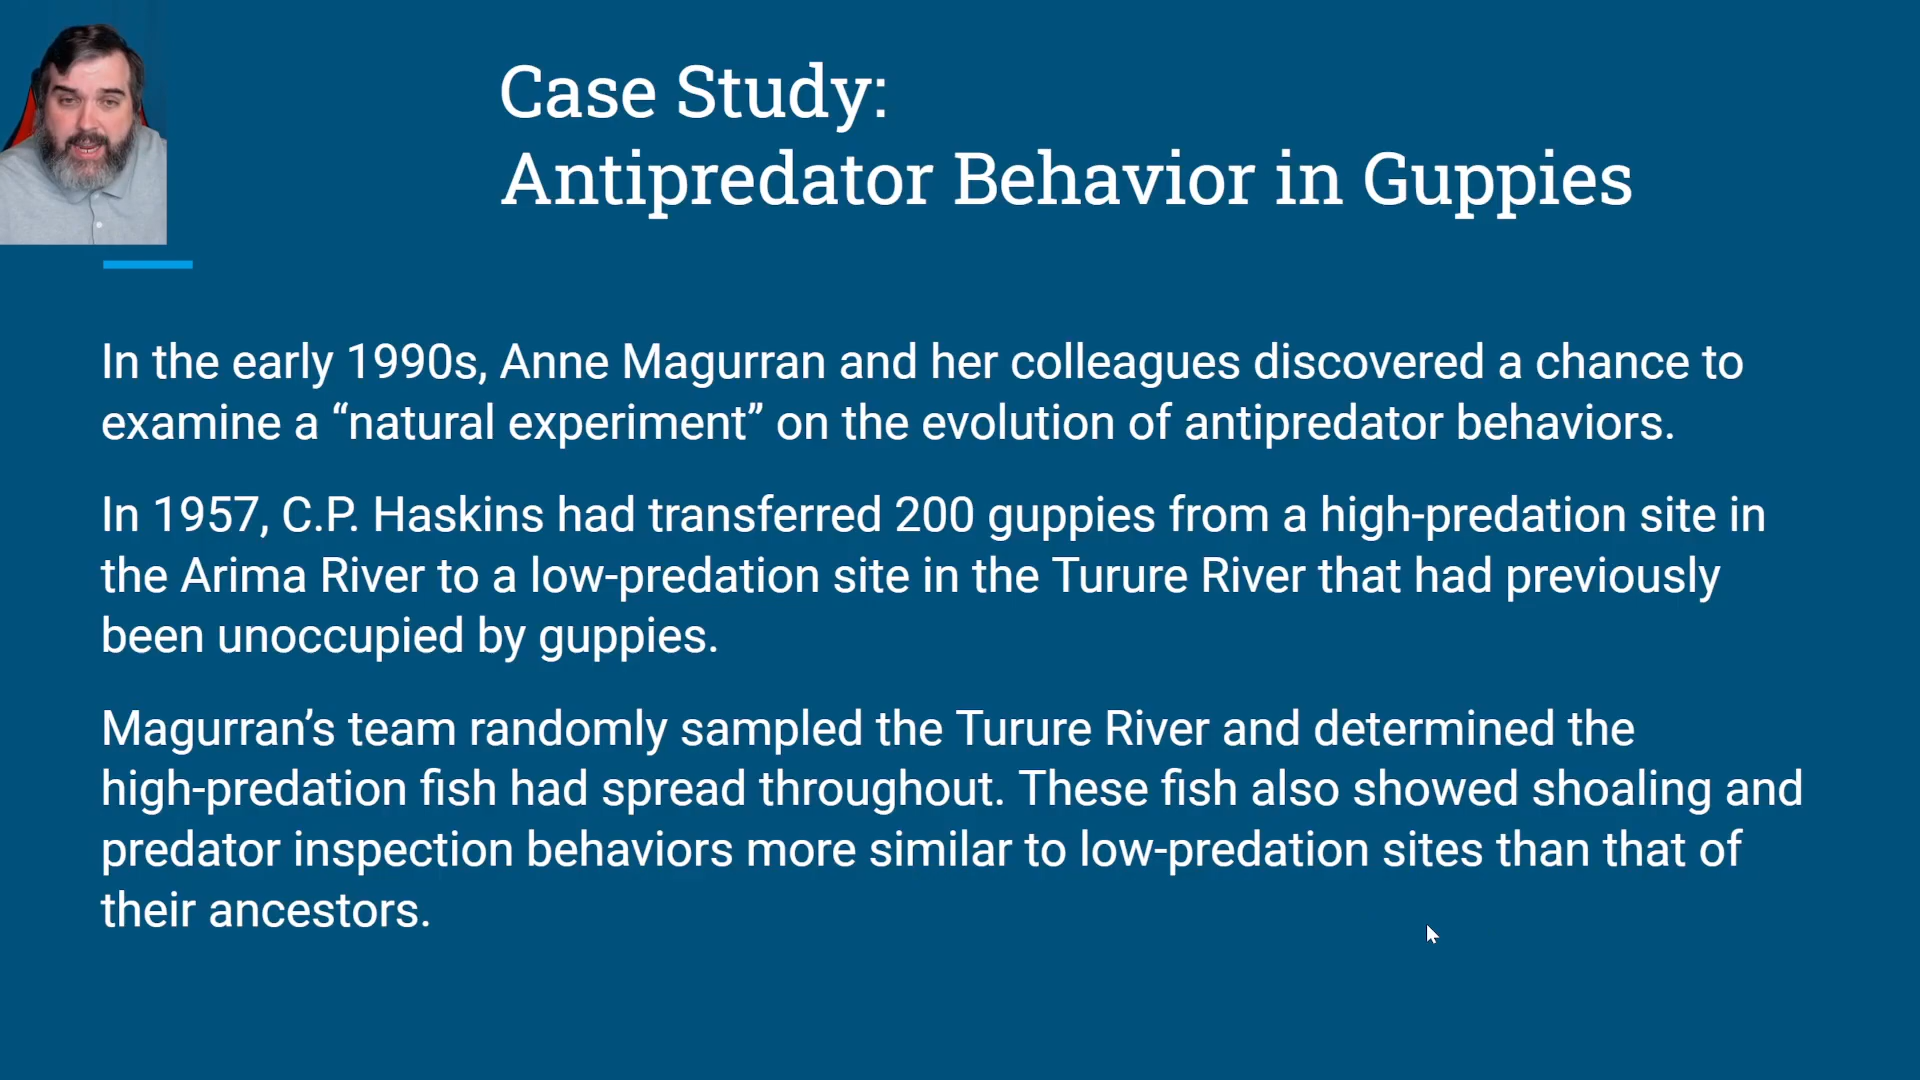 Case Study:
Antipredator Behavior in Guppies
In the early 1990s, Anne Magurran and her colleagues discovered a chance to
examine a “natural experiment” on the evolution of antipredator behaviors.
In 1957, C.P. Haskins had transferred 200 guppies from a high-predation site in
the Arima River to a low-predation site in the Turure River that had previously
been unoccupied by guppies.
Magurran’s team randomly sampled the Turure River and determined the
high-predation fish had spread throughout. These fish also showed shoaling and
predator inspection behaviors more similar to low-predation sites than that of
their ancestors.